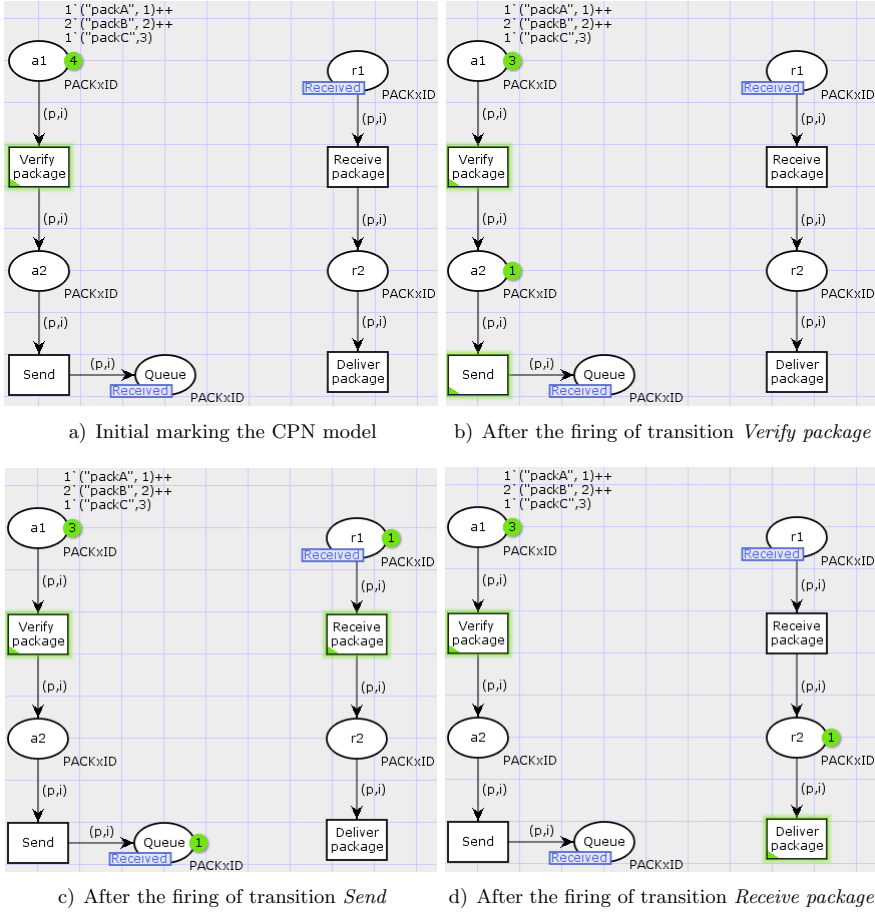 1`("packA", 1)++
2`("packB", 2)++
1`("packC",3)
a1
4
PACKxID
(p,i)
Verify
package
(p,i)
a2
PACKxID
(p,i)
Send
(p,i)
Queue
Received
PACKxID
r1
Received
PACKxID
(p,i)
Receive
package
(p,i)
r2
PACKxID
(p,i)
Deliver
package
a) Initial marking the CPN model
1`("packA", 1)++
2`("packB", 2)++
1`("packC",3)
a1
3
PACKxID
(p,i)
Verify
package
(p,i)
a2
1
PACKxID
(p,i)
Send
(p,i)
Queue
Received
PACKxID
r1
Received
PACKxID
(p,i)
Receive
package
(p,i)
r2
PACKxID
(p,i)
Deliver
package
b) After the firing of transition Verify package
1`("packA", 1)++
2`("packB", 2)++
1`("packC",3)
a1
3
PACKxID
(p,i)
Verify
package
(p,i)
a2
PACKxID
(p,i)
Send
(p,i)
Queue
1
Received
PACKxID
r1
1
Received
PACKxID
(p,i)
Receive
package
(p,i)
r2
PACKxID
(p,i)
Deliver
package
c) After the firing of transition Send
1`("packA", 1)++
2`("packB", 2)++
1`("packC",3)
a1
3
PACKxID
(p,i)
Verify
package
(p,i)
a2
PACKxID
(p,i)
Send
(p,i)
Queue
Received
PACKxID
r1
Received
PACKxID
(p,i)
Receive
package
(p,i)
r2
1
PACKxID
(p,i)
Deliver
package
d) After the firing of transition Receive package